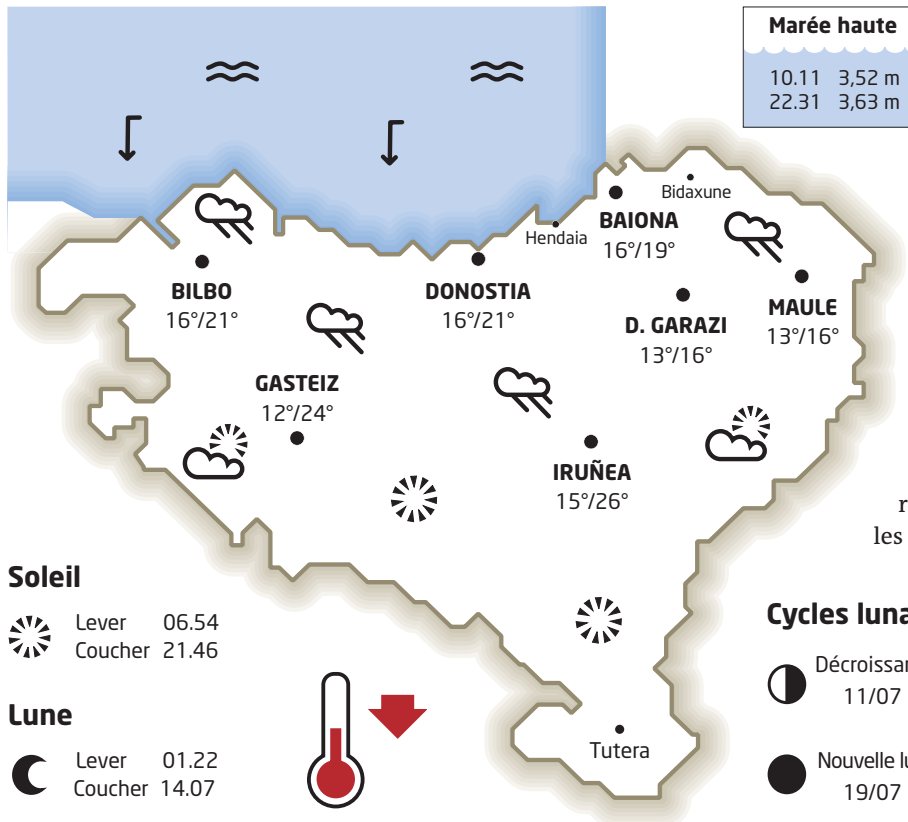 Marée haute
10.11 3,52 m
22.31 3,63 m
Bidaxune
BAIONA
16°/19°
Hendaia
BILBO
16°/21°
DONOSTIA
16°/21°
D. GARAZI
13°/16°
MAULE
13°/16°
GASTEIZ
12°/24°
IRUÑEA
15°/26°
r
les
Soleil
Lever 06.54
Coucher 21.46
Lune
Lever 01.22
Coucher 14.07
Tutera
Cycles luna
Décroissan
11/07
Nouvelle lu
19/07